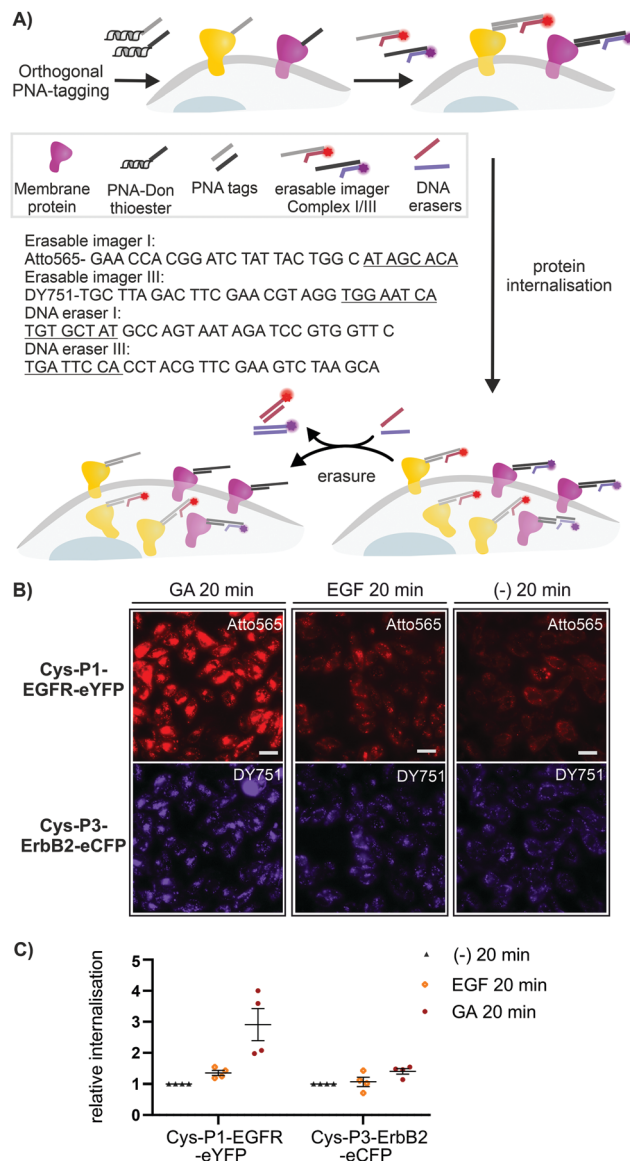 A)
Orthogonal
PNA-tagging
Membrane
protein
PNA-Don
thioester
PNA tags
erasable imager
Complex I/III
DNA
erasers
Erasable imager I:
Atto565- GAA CCA CGG ATC TAT TAC TGG C AT AGC ACA
Erasable imager III:
DY751-TGC TTA GAC TTC GAA CGT AGG TGG AAT CA
DNA eraser I:
TGT GCT AT GCC AGT AAT AGA TCC GTG GTT C
DNA eraser III:
TGA TTC CA CCT ACG TTC GAA GTC TAA GCA
protein
internalisation
erasure
B)
GA 20 min
EGF 20 min
(-) 20 min
Cys-P1-
EGFR-eYFP
Atto565
Atto565
Atto565
Cys-P3-
ErbB2-eCFP
DY751
DY751
DY751
C)
relative internalisation
5
4
3
2
1
0
Cys-P1-EGFR
-eYFP
Cys-P3-ErbB2
-eCFP
(-) 20 min
EGF 20 min
GA 20 min